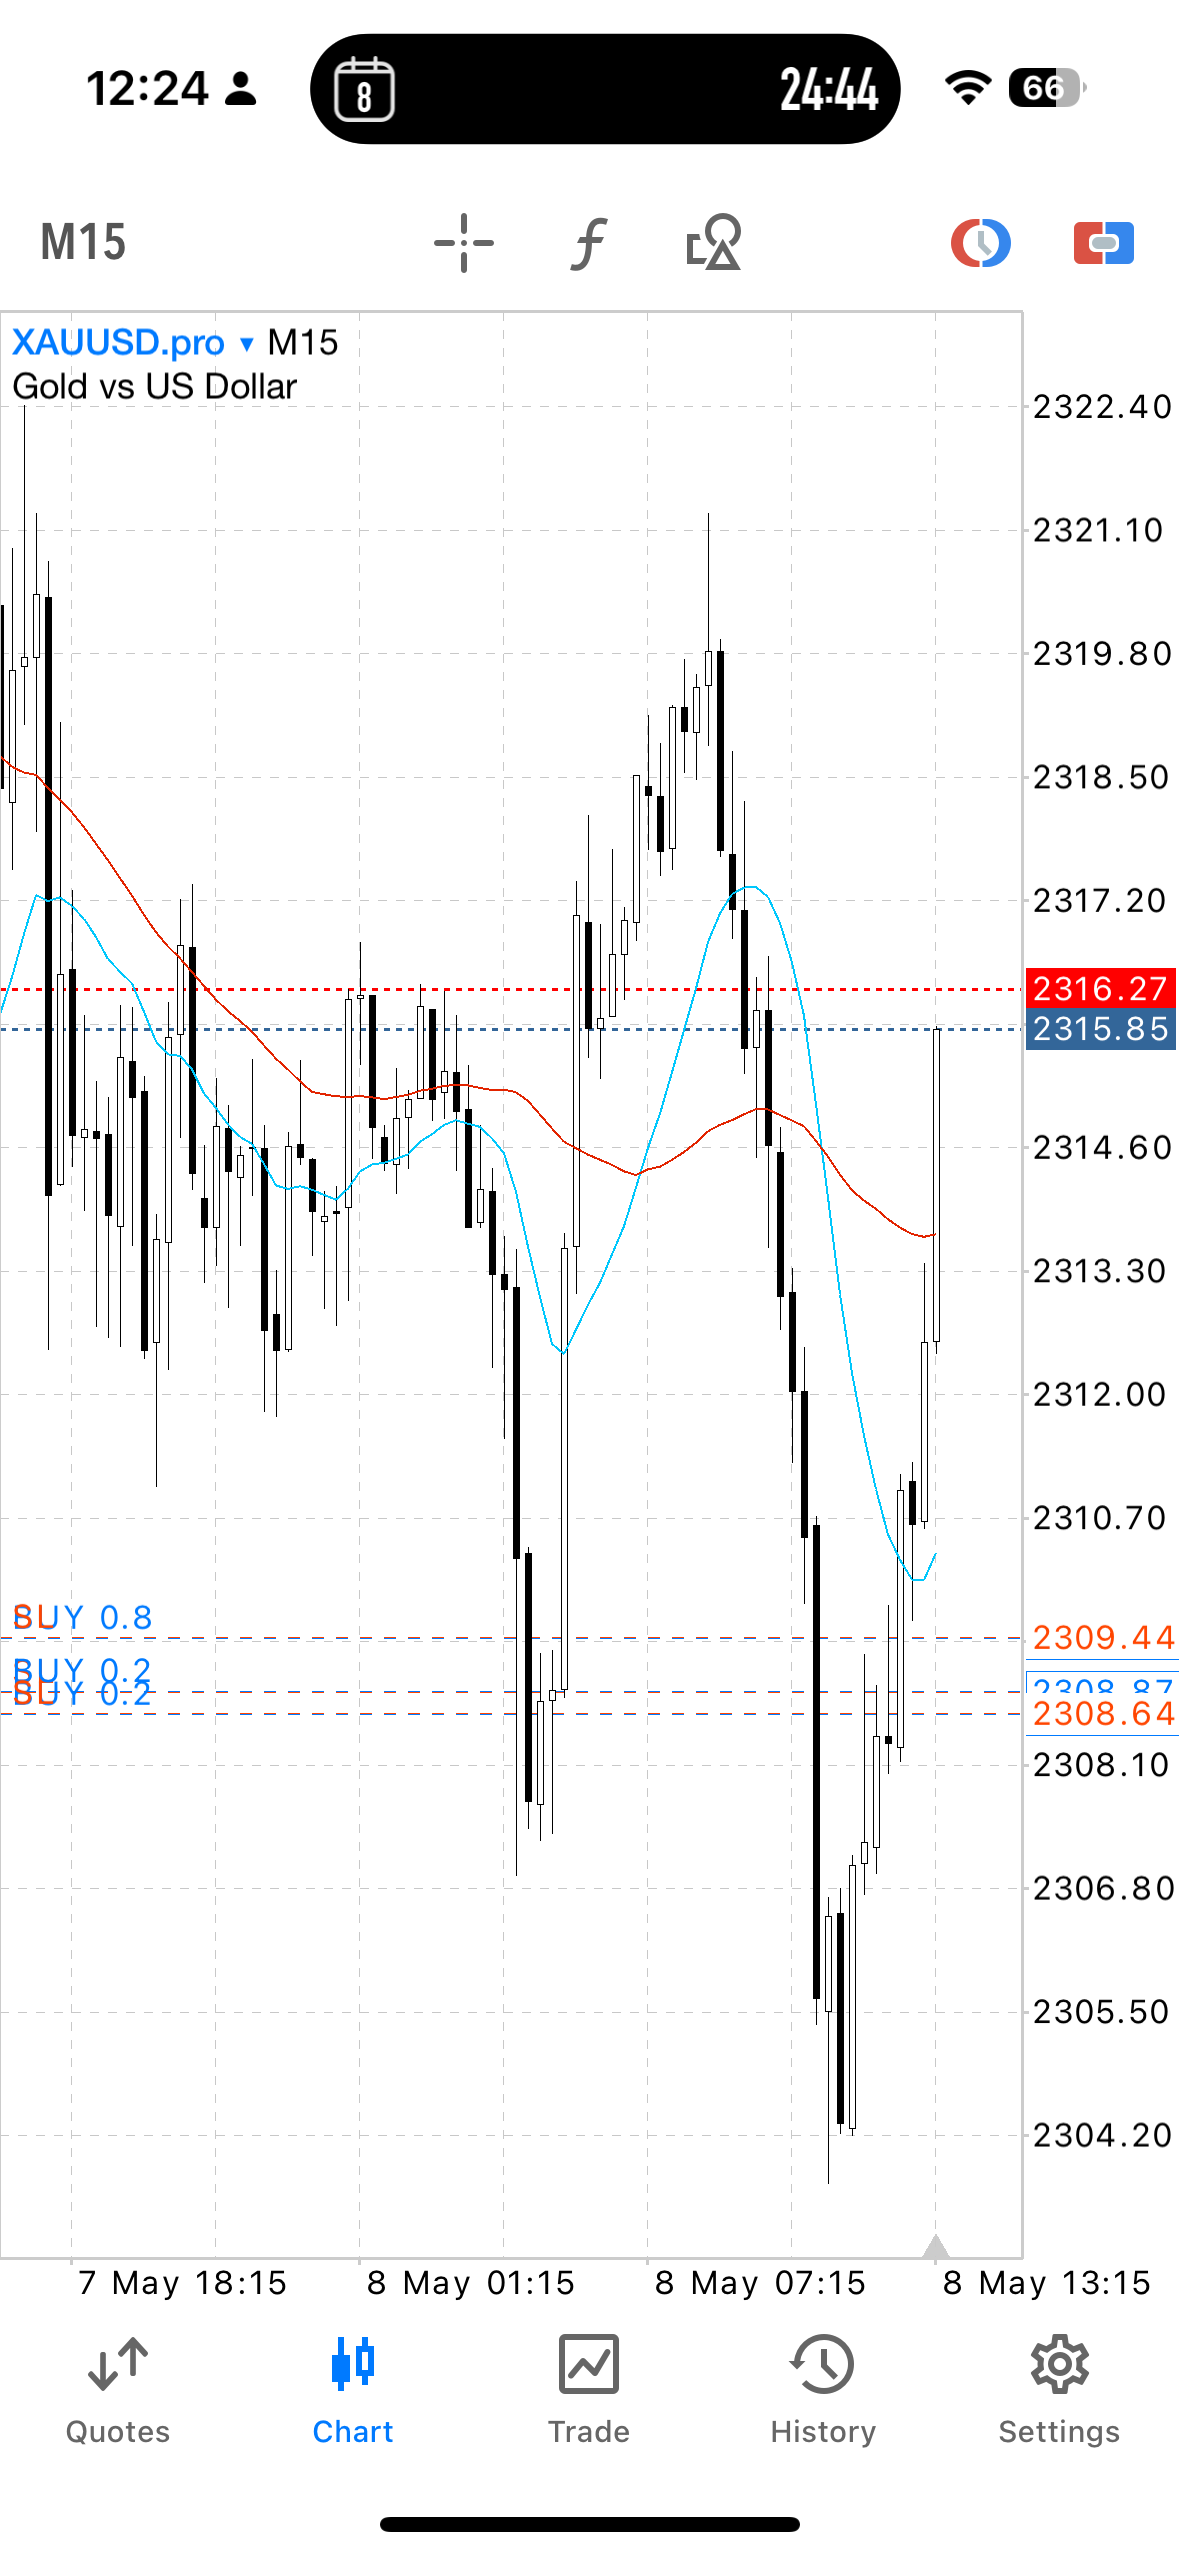 12:24
8
24:44
66
M15
XAUUSD.pro ▾ M15
Gold vs US Dollar
2322.40
2321.10
2319.80
2318.50
2317.20
2316.27
2315.85
2314.60
2313.30
2312.00
2310.70
BUY 0.8
SL
2309.44
BUY 0.2
2308.87
SL
BUY 0.2
2308.64
2308.10
2306.80
2305.50
2304.20
7 May 18:15
8 May 01:15
8 May 07:15
8 May 13:15
Quotes
Chart
Trade
History
Settings